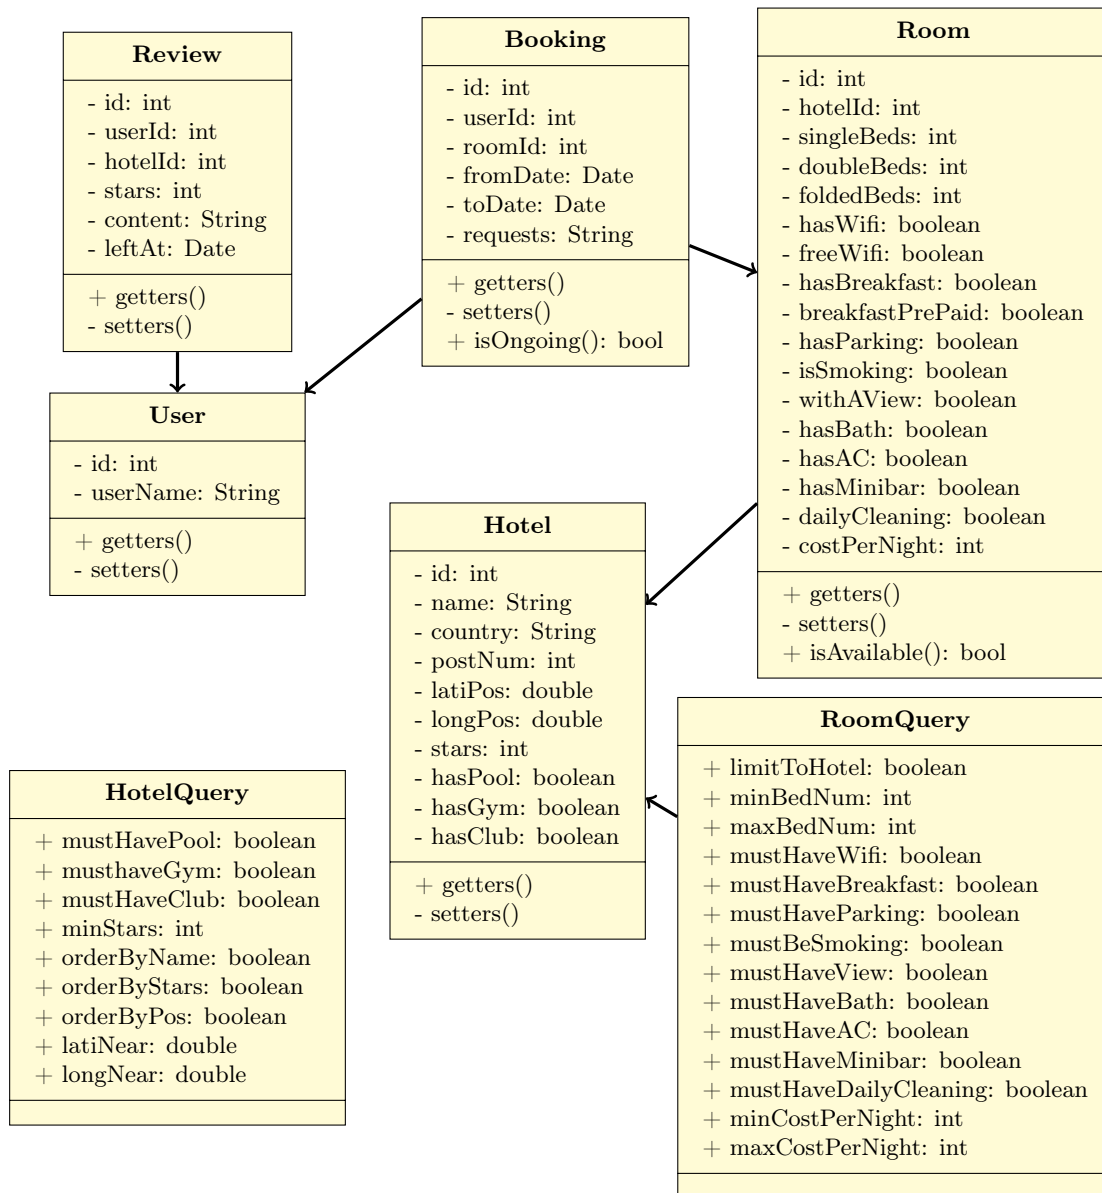 Review
- id: int
- userId: int
- hotelId: int
- stars: int
- content: String
- leftAt: Date
+ getters()
- setters()
Booking
- id: int
- userId: int
- roomId: int
- fromDate: Date
- toDate: Date
- requests: String
+ getters()
- setters()
+ isOngoing(): bool
Room
- id: int
- hotelId: int
- singleBeds: int
- doubleBeds: int
- foldedBeds: int
- hasWifi: boolean
- freeWifi: boolean
- hasBreakfast: boolean
- breakfastPrePaid: boolean
- hasParking: boolean
- isSmoking: boolean
- withAView: boolean
- hasBath: boolean
- hasAC: boolean
- hasMinibar: boolean
- dailyCleaning: boolean
- costPerNight: int
+ getters()
- setters()
+ isAvailable(): bool
User
- id: int
- userName: String
+ getters()
- setters()
Hotel
- id: int
- name: String
- country: String
- postNum: int
- latiPos: double
- longPos: double
- stars: int
- hasPool: boolean
- hasGym: boolean
- hasClub: boolean
+ getters()
- setters()
HotelQuery
+ mustHavePool: boolean
+ musthaveGym: boolean
+ mustHaveClub: boolean
+ minStars: int
+ orderByName: boolean
+ orderByStars: boolean
+ orderByPos: boolean
+ latiNear: double
+ longNear: double
RoomQuery
+ limitToHotel: boolean
+ minBedNum: int
+ maxBedNum: int
+ mustHaveWifi: boolean
+ mustHaveBreakfast: boolean
+ mustHaveParking: boolean
+ mustBeSmoking: boolean
+ mustHaveView: boolean
+ mustHaveBath: boolean
+ mustHaveAC: boolean
+ mustHaveMinibar: boolean
+ mustHaveDailyCleaning: boolean
+ minCostPerNight: int
+ maxCostPerNight: int